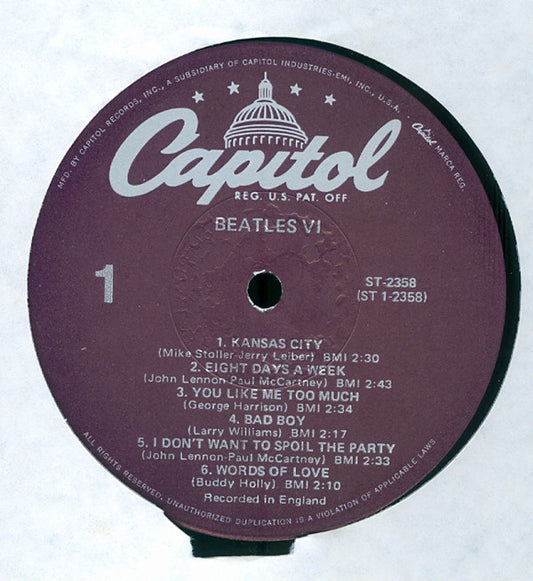 MFD. BY CAPITOL RECORDS, INC., A SUBSIDIARY OF CAPITOL INDUSTRIES-EMI, INC., U.S.A.
Capitol MARCA REG.
Capitol
REG. U.S. PAT. OFF.
BEATLES VI
1
ST-2358
(ST 1-2358)
1. KANSAS CITY
(Mike Stoller-Jerry Leiber) BMI 2:30
2. EIGHT DAYS A WEEK
(John Lennon-Paul McCartney) BMI 2:43
3. YOU LIKE ME TOO MUCH
(George Harrison) BMI 2:34
4. BAD BOY
(Larry Williams) BMI 2:17
5. I DON'T WANT TO SPOIL THE PARTY
(John Lennon-Paul McCartney) BMI 2:33
6. WORDS OF LOVE
(Buddy Holly) BMI 2:10
Recorded in England
ALL RIGHTS RESERVED. UNAUTHORIZED DUPLICATION IS A VIOLATION OF APPLICABLE LAWS